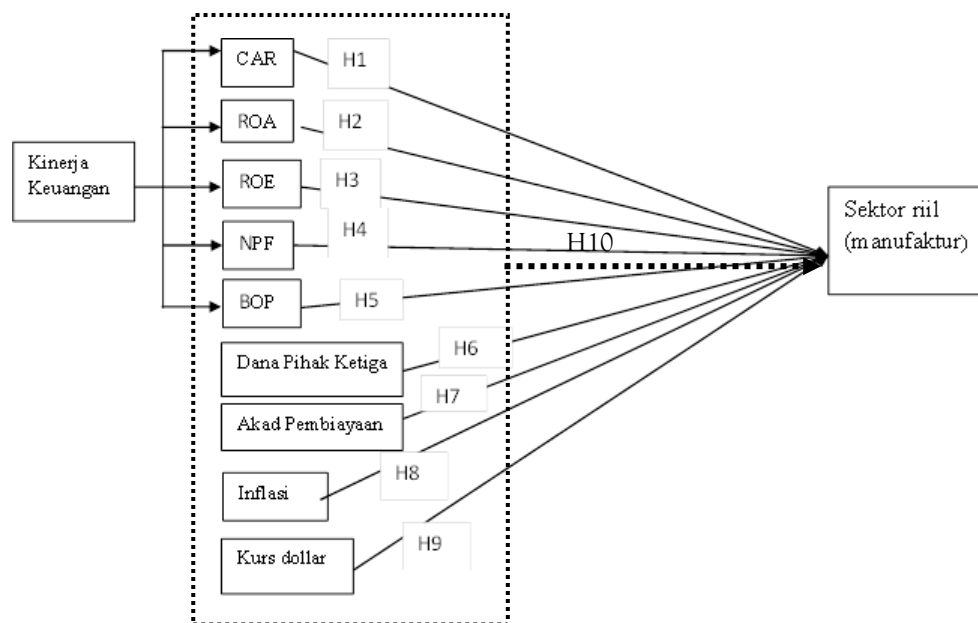 CAR
H1
ROA
H2
Kinerja
Keuangan
ROE
H3
NPF
H4
BOP
H5
H10
Sektor riil
(manufaktur)
Dana Pihak Ketiga
H6
Akad Pembiayaan
H7
Inflasi
H8
Kurs dollar
H9